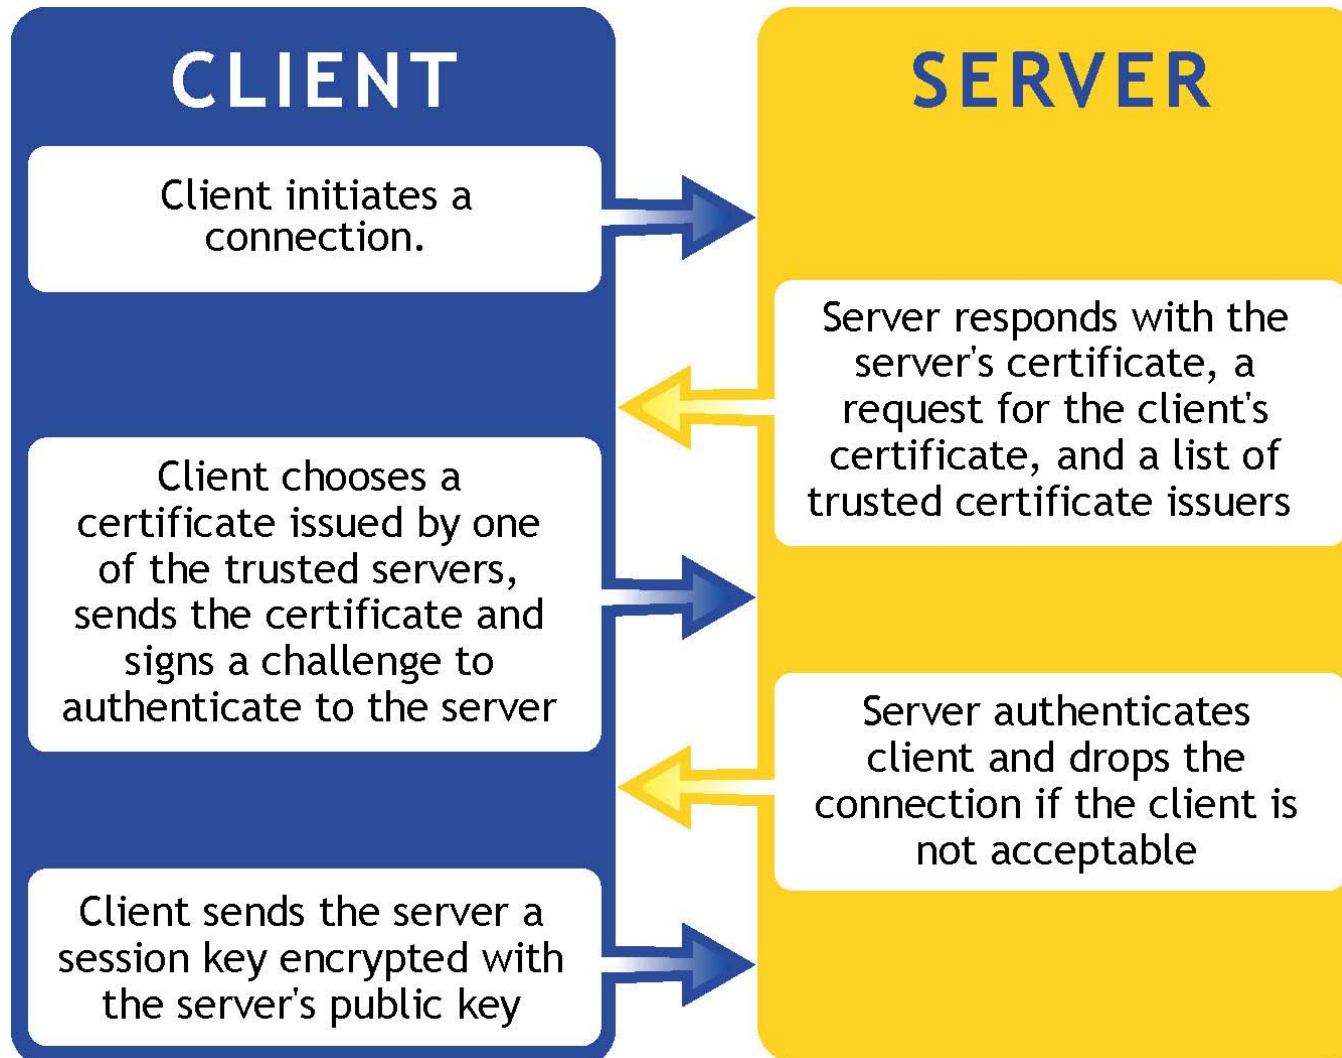 CLIENT
SERVER
Client initiates a
connection.
Server responds with the
server's certificate, a
request for the client's
certificate, and a list of
trusted certificate issuers
Client chooses a
certificate issued by one
of the trusted servers,
sends the certificate and
signs a challenge to
authenticate to the server
Server authenticates
client and drops the
connection if the client is
not acceptable
Client sends the server a
session key encrypted with
the server's public key